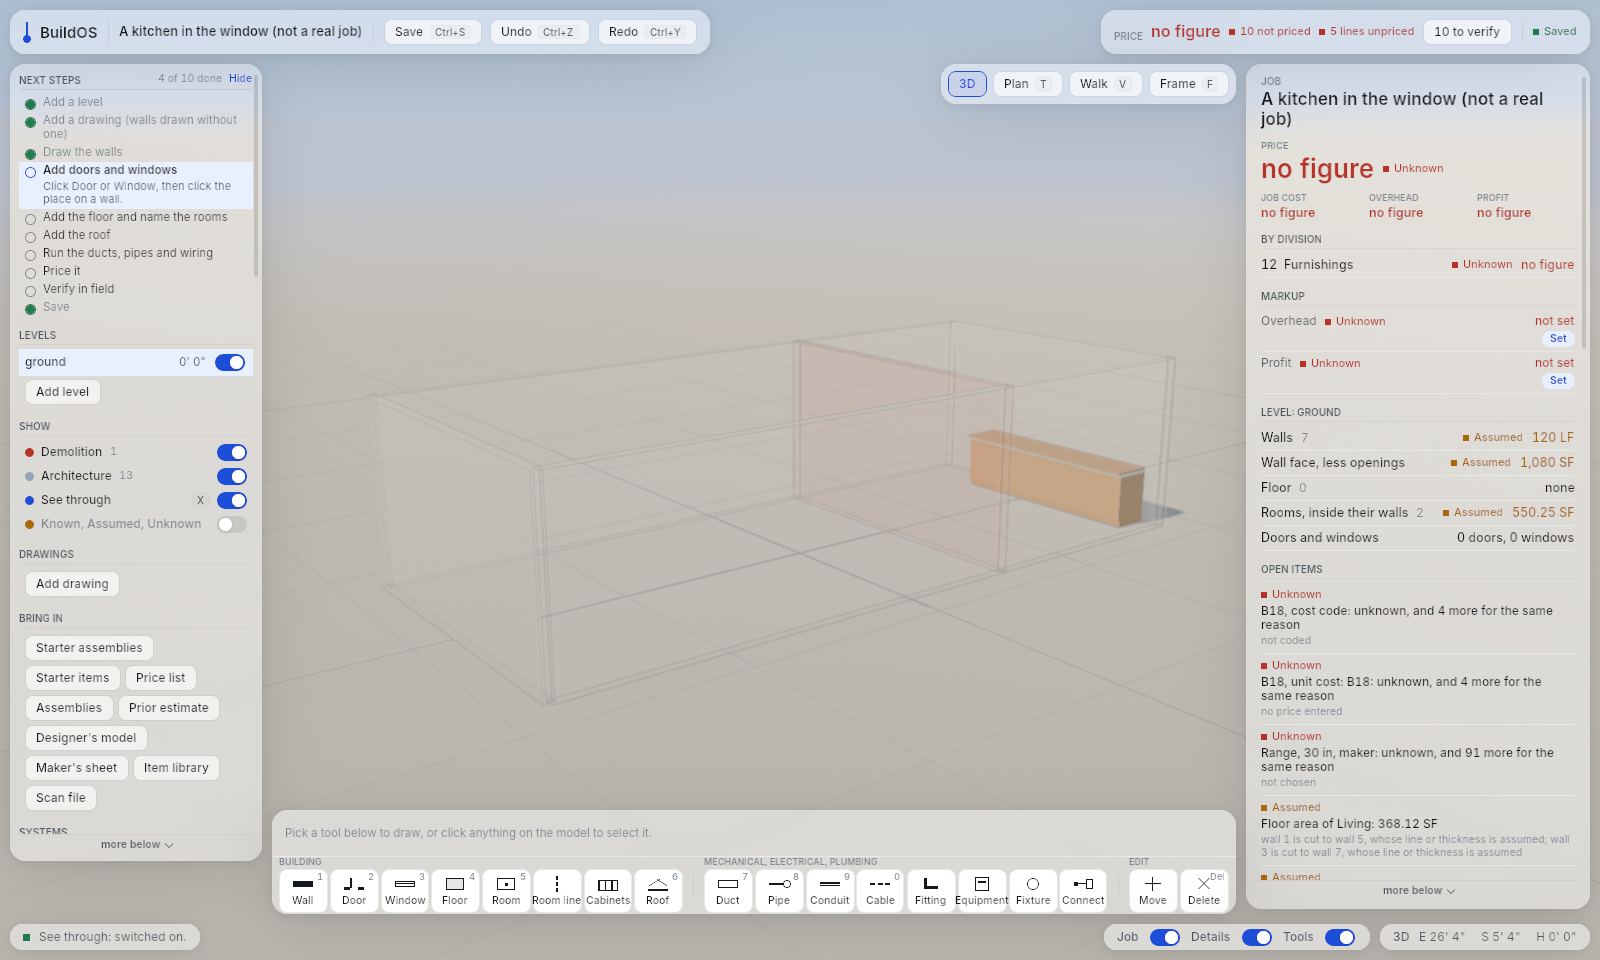 BuildOS
A kitchen in the window (not a real job)
Save Ctrl+S
Undo Ctrl+Z
Redo Ctrl+Y
PRICE no figure 10 not priced 5 lines unpriced 10 to verify Saved
NEXT STEPS 4 of 10 done Hide
Add a level
Add a drawing (walls drawn without
one)
Draw the walls
Add doors and windows
Click Door or Window, then click the
place on a wall.
Add the floor and name the rooms
Add the roof
Run the ducts, pipes and wiring
Price it
Verify in field
Save
LEVELS
ground 0' 0"
Add level
SHOW
Demolition 1
Architecture 13
See through X
Known, Assumed, Unknown
DRAWINGS
Add drawing
BRING IN
Starter assemblies
Starter items Price list
Assemblies Prior estimate
Designer's model
Maker's sheet Item library
Scan file
SYSTEMS
more below
3D Plan T Walk V Frame F
JOB
A kitchen in the window (not a real
job)
PRICE
no figure Unknown
JOB COST OVERHEAD PROFIT
no figure no figure no figure
BY DIVISION
12 Furnishings Unknown no figure
MARKUP
Overhead Unknown not set
Set
Profit Unknown not set
Set
LEVEL: GROUND
Walls 7 Assumed 120 LF
Wall face, less openings Assumed 1,080 SF
Floor 0 none
Rooms, inside their walls 2 Assumed 550.25 SF
Doors and windows 0 doors, 0 windows
OPEN ITEMS
Unknown
B18, cost code: unknown, and 4 more for the same
reason
not coded
Unknown
B18, unit cost: B18: unknown, and 4 more for the
same reason
no price entered
Unknown
Range, 30 in, maker: unknown, and 91 more for the
same reason
not chosen
Assumed
Floor area of Living: 368.12 SF
wall 1 is cut to wall 5, whose line or thickness is assumed; wall
3 is cut to wall 7, whose line or thickness is assumed
Assumed
more below
Pick a tool below to draw, or click anything on the model to select it.
BUILDING MECHANICAL, ELECTRICAL, PLUMBING EDIT
1 2 3 4 5 6 7 8 9 0 Del
Wall Door Window Floor Room Room line Cabinets Roof Duct Pipe Conduit Cable Fitting Equipment Fixture Connect Move Delete
See through: switched on.
Job Details Tools
3D E 26' 4" S 5' 4" H 0' 0"